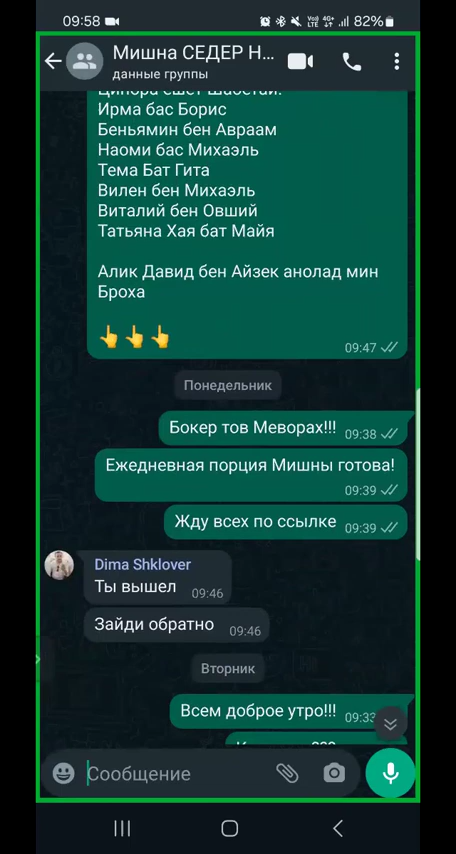 09:58
82%
Мишна СЕДЕР Н...
данные группы
Ирма бас Борис
Беньямин бен Авраам
Наоми бас Михаэль
Тема Бат Гита
Вилен бен Михаэль
Виталий бен Овший
Татьяна Хая бат Майя
Алик Давид бен Айзек анолад мин
Броха
09:47
Понедельник
Бокер тов Меворах!!! 09:38
Ежедневная порция Мишны готова!
09:39
Жду всех по ссылке 09:39
Dima Shklover
Ты вышел 09:46
Зайди обратно 09:46
Вторник
Всем доброе утро!!! 09:33
Сообщение